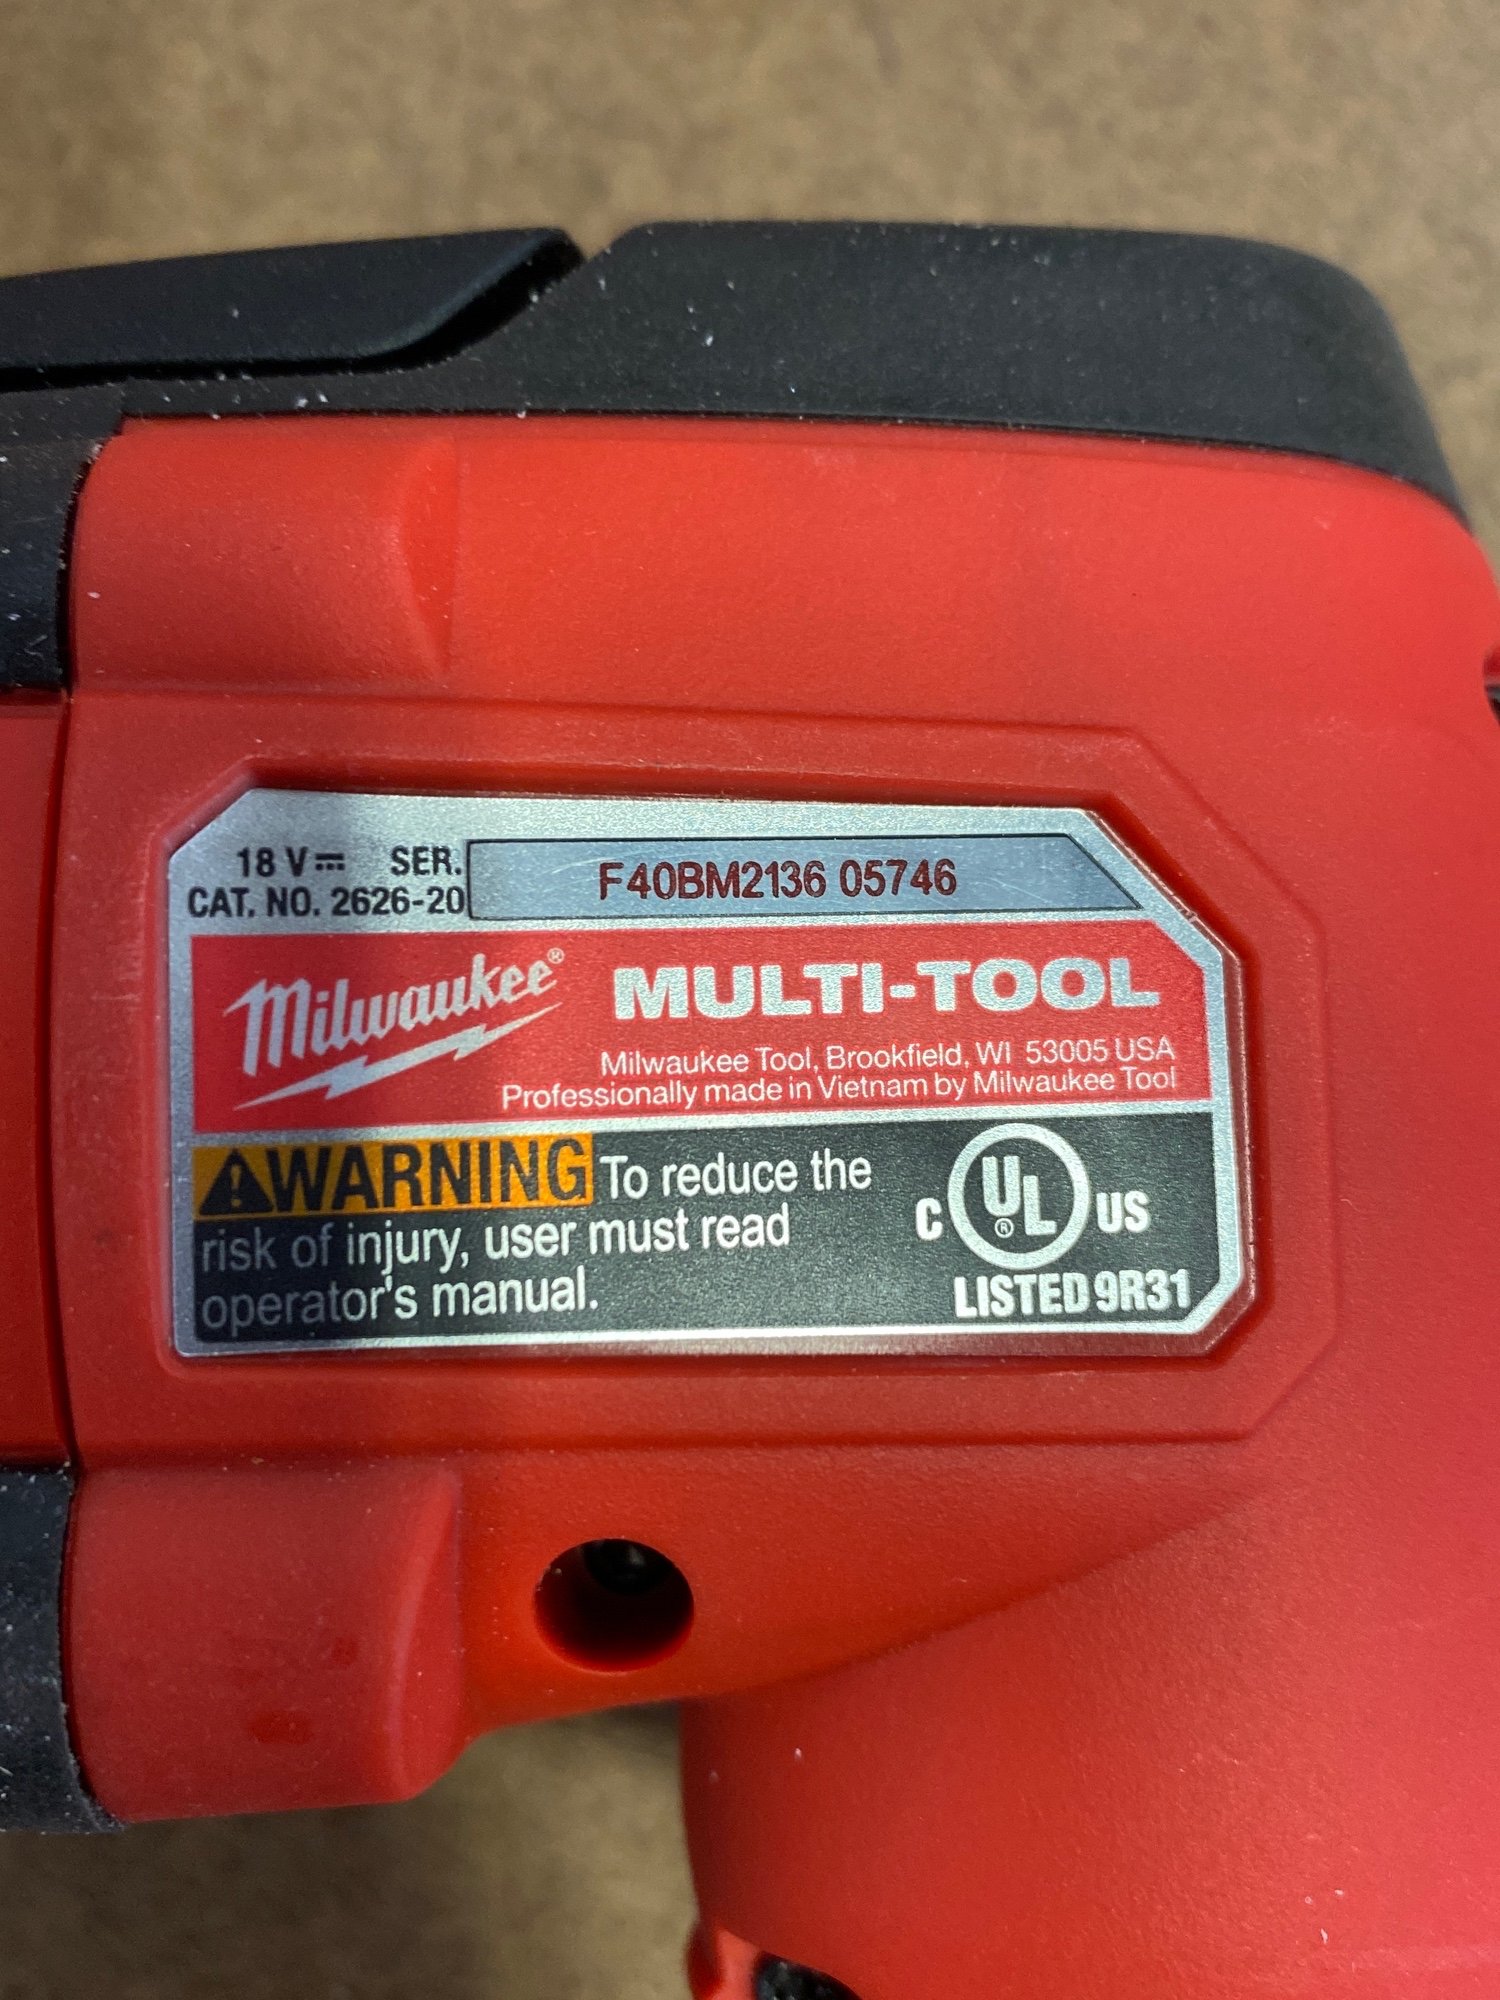 18 V⎓ SER. F40BM2136 05746
CAT. NO. 2626-20
Milwaukee® MULTI-TOOL
Milwaukee Tool, Brookfield, WI 53005 USA
Professionally made in Vietnam by Milwaukee Tool
⚠WARNING To reduce the
risk of injury, user must read
operator's manual.
C UL® US
LISTED 9R31